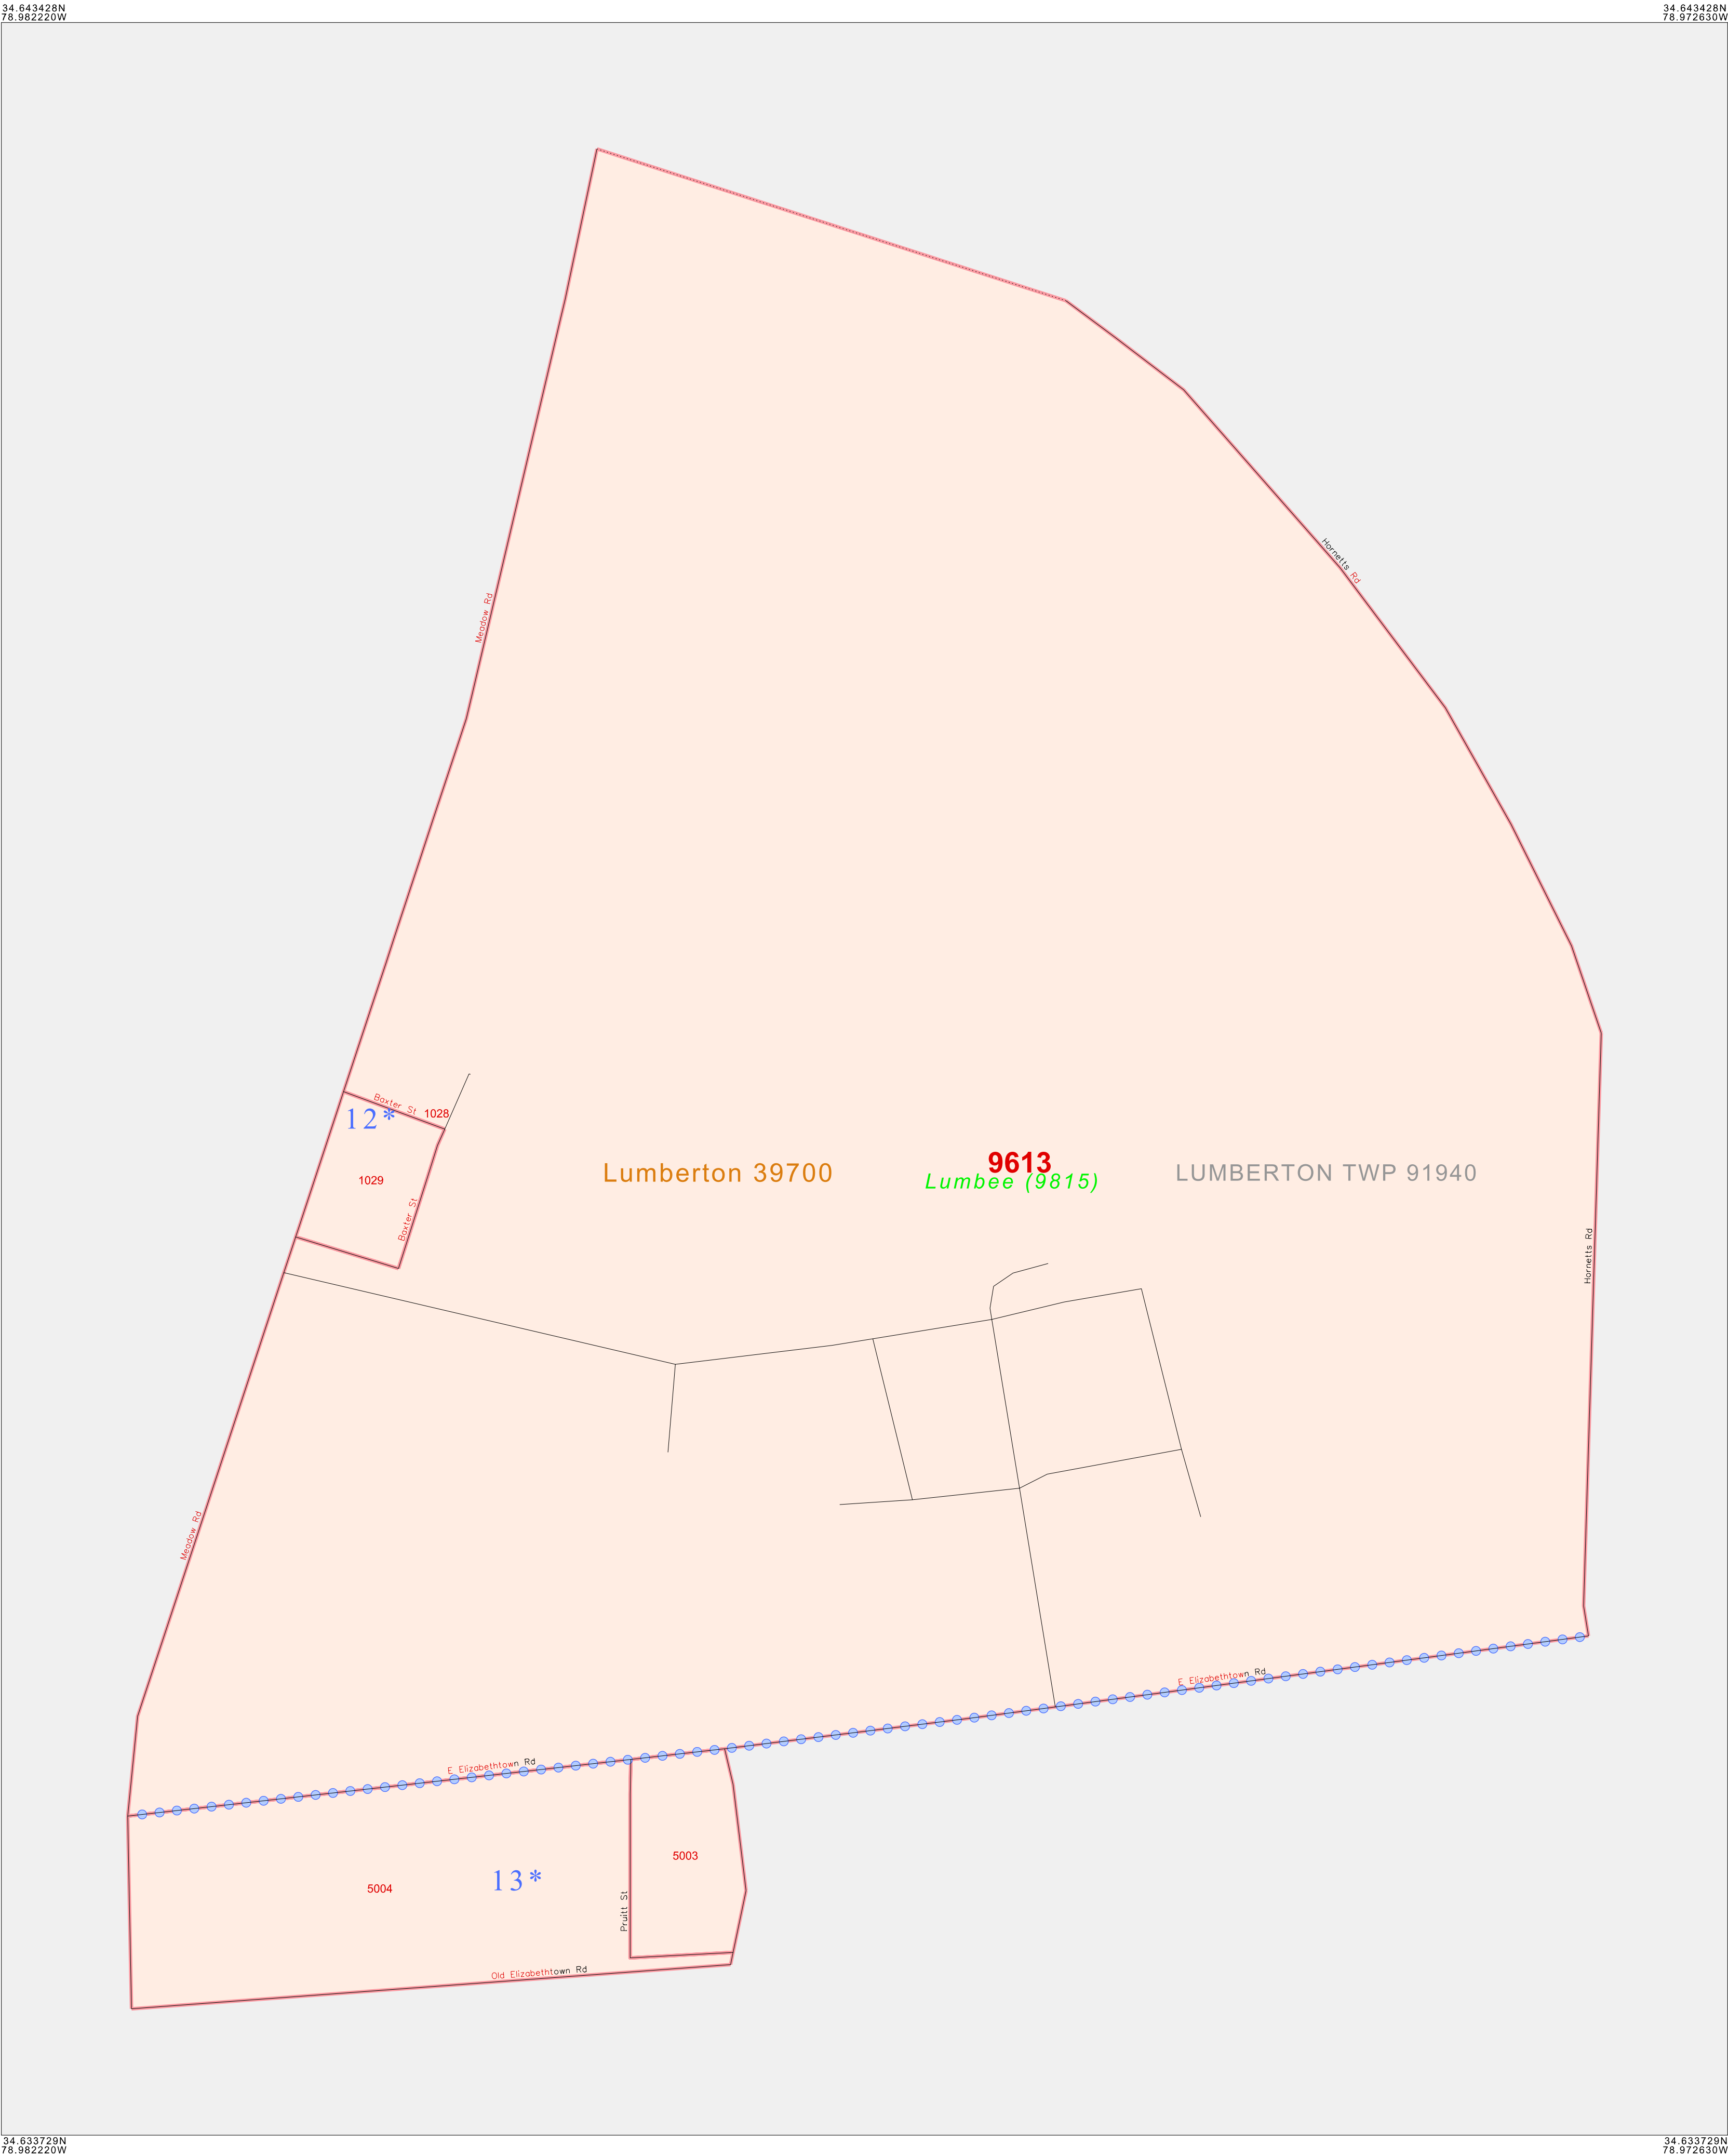 34.643428N
78.982220W
34.643428N
78.972630W
Hornetts Rd
Meadow Rd
Baxter St
1028
12*
9613
Lumberton 39700
Lumbee (9815)
LUMBERTON TWP 91940
1029
Baxter St
Hornetts Rd
Meadow Rd
E Elizabethtown Rd
E Elizabethtown Rd
5003
13*
5004
Pruitt St
Old Elizabethtown Rd
34.633729N
78.982220W
34.633729N
78.972630W